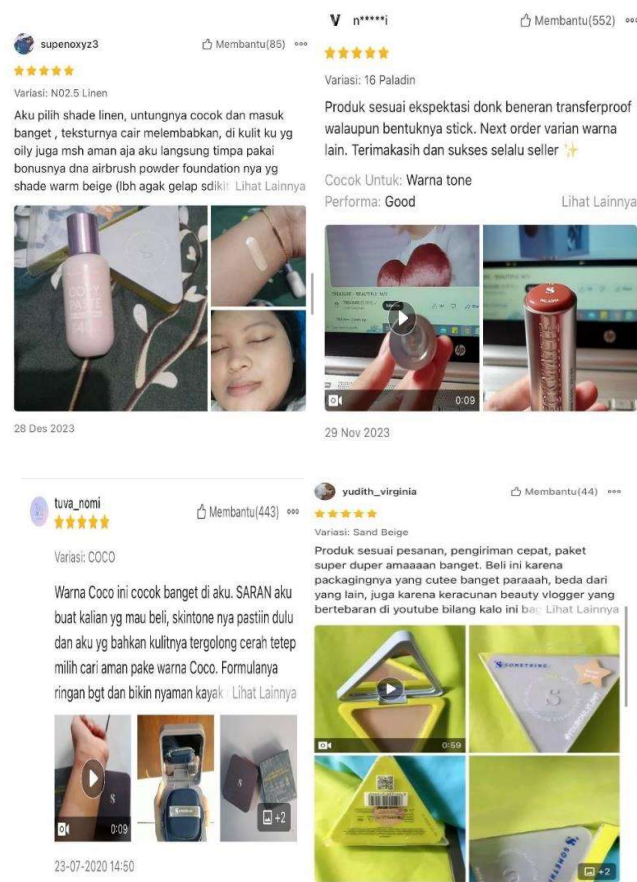 supenoxyz3
Membantu(85)
Variasi: N02.5 Linen
Aku pilih shade linen, untungnya cocok dan masuk
banget , teksturnya cair melembabkan, di kulit ku yg
oily juga msh aman aja aku langsung timpa pakai
bonusnya dna airbrush powder foundation nya yg
shade warm beige (lbh agak gelap sdikit Lihat Lainnya
COPY
PASTE
28 Des 2023
V n*****i
Membantu(552)
Variasi: 16 Paladin
Produk sesuai ekspektasi donk beneran transferproof
walaupun bentuknya stick. Next order varian warna
lain. Terimakasih dan sukses selalu seller ✨
Cocok Untuk: Warna tone
Performa: Good
Lihat Lainnya
0:09
S
hp
29 Nov 2023
tuva_nomi
Membantu(443)
Variasi: COCO
Warna Coco ini cocok banget di aku. SARAN aku
buat kalian yg mau beli, skintone nya pastiin dulu
dan aku yg bahkan kulitnya tergolong cerah tetep
milih cari aman pake warna Coco. Formulanya
ringan bgt dan bikin nyaman kayak Lihat Lainnya
S
0:09
+2
23-07-2020 14:50
yudith_virginia
Membantu(44)
Variasi: Sand Beige
Produk sesuai pesanan, pengiriman cepat, paket
super duper amaaaan banget. Beli ini karena
packagingnya yang cutee banget paraaah, beda dari
yang lain, juga karena keracunan beauty vlogger yang
bertebaran di youtube bilang kalo ini bag Lihat Lainnya
0:59
SOMETHINC
S
SOMETHINC
+2